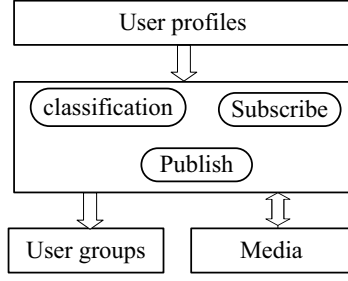 User profiles
classification
Subscribe
Publish
User groups
Media